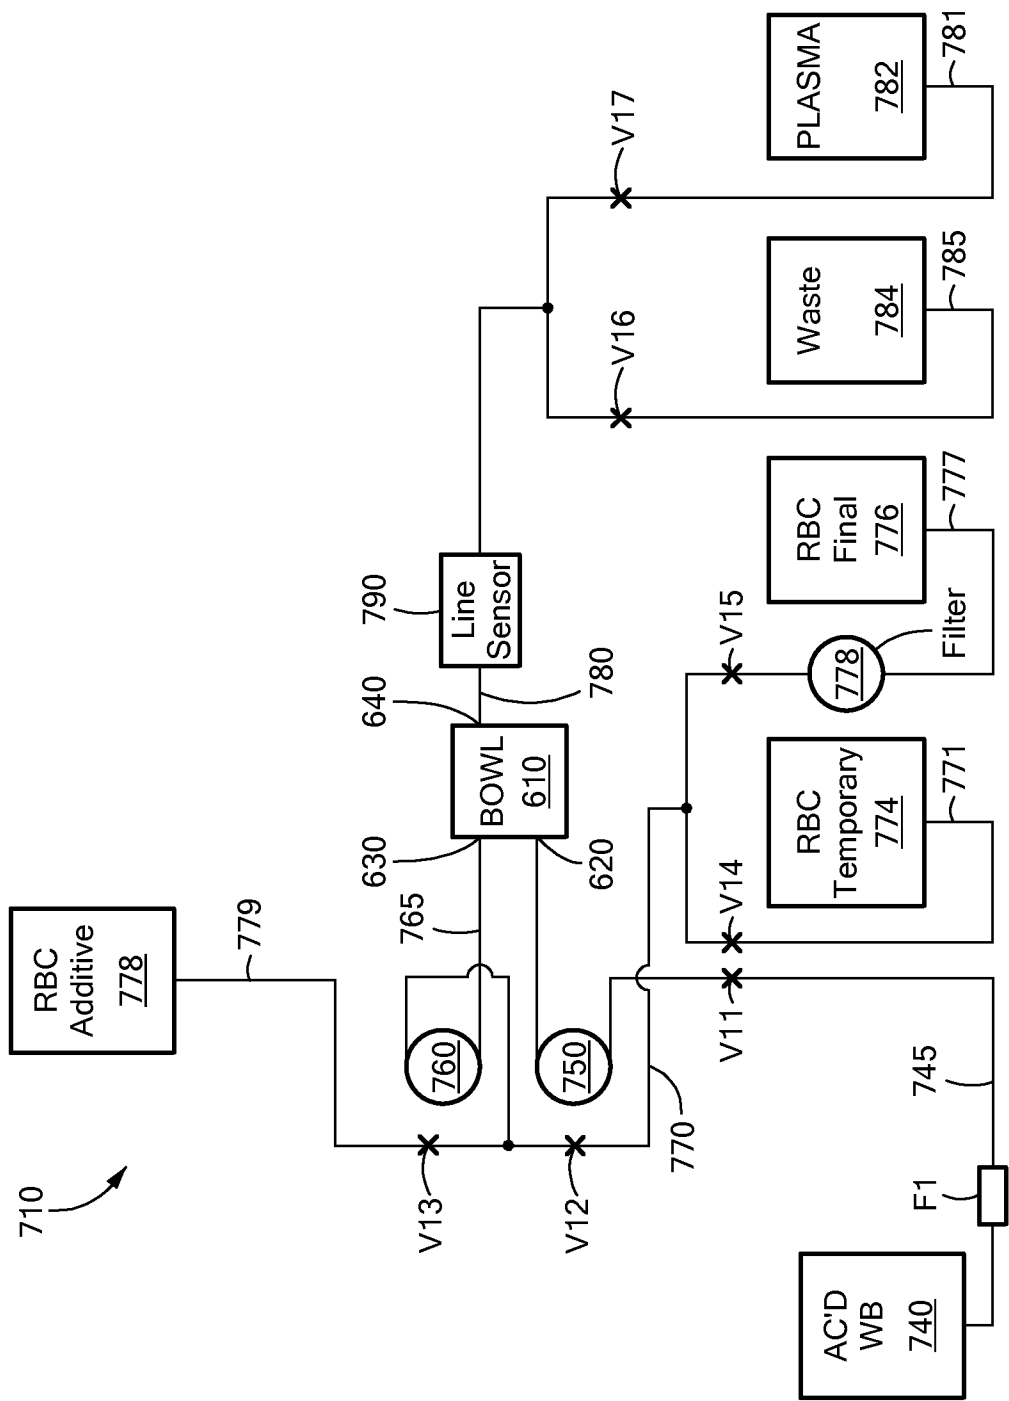 710
RBC
Additive
778
779
V13
V12
760
750
765
770
630
620
BOWL
610
640
780
790
Line
Sensor
V16
V17
V11
V14
V15
AC'D
WB
740
F1
745
RBC
Temporary
774
771
778
Filter
RBC
Final
776
777
Waste
784
785
PLASMA
782
781